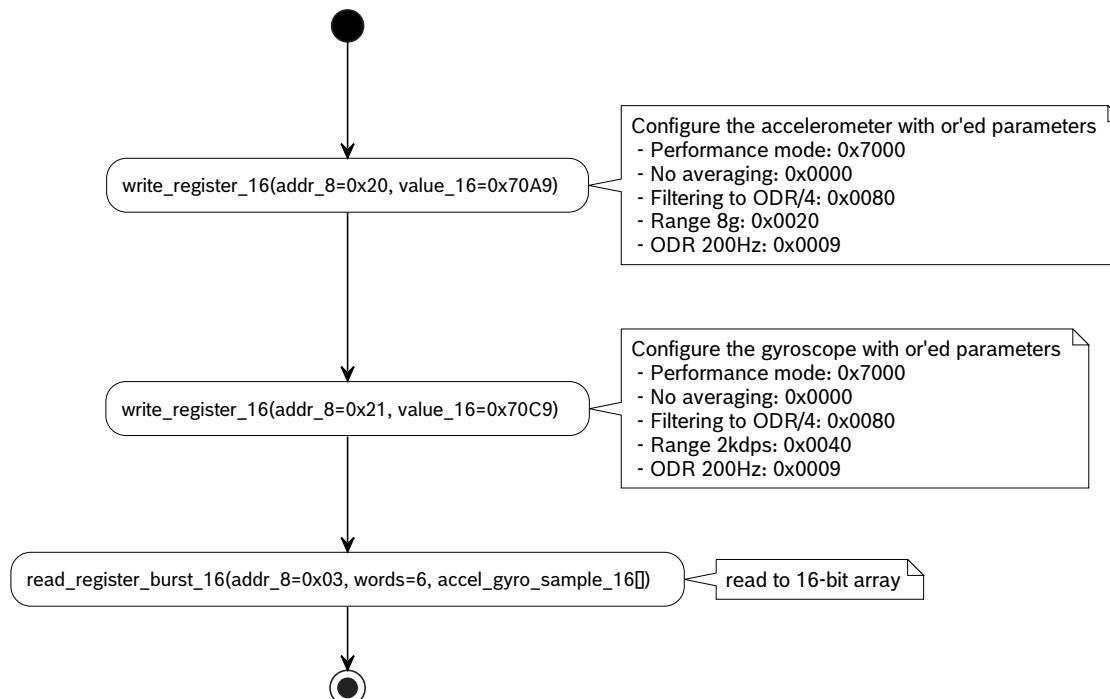 Configure the accelerometer with or'ed parameters
- Performance mode: 0x7000
- No averaging: 0x0000
- Filtering to ODR/4: 0x0080
- Range 8g: 0x0020
- ODR 200Hz: 0x0009
write_register_16(addr_8=0x20, value_16=0x70A9)
Configure the gyroscope with or'ed parameters
- Performance mode: 0x7000
- No averaging: 0x0000
- Filtering to ODR/4: 0x0080
- Range 2kdps: 0x0040
- ODR 200Hz: 0x0009
write_register_16(addr_8=0x21, value_16=0x70C9)
read_register_burst_16(addr_8=0x03, words=6, accel_gyro_sample_16[])
read to 16-bit array